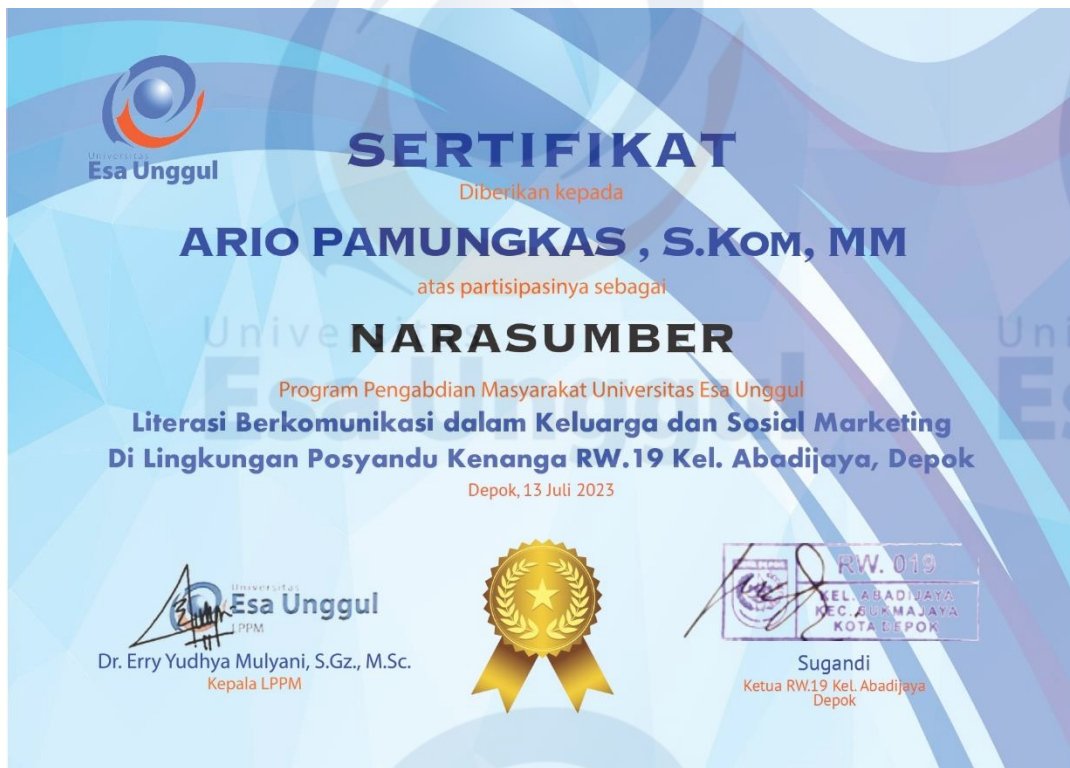 Universitas
Esa Unggul
SERTIFIKAT
Diberikan kepada
ARIO PAMUNGKAS , S.KOM, MM
atas partisipasinya sebagai
Universitas
Esa Unggul
NARASUMBER
Program Pengabdian Masyarakat Universitas Esa Unggul
Literasi Berkomunikasi dalam Keluarga dan Sosial Marketing
Di Lingkungan Posyandu Kenanga RW.19 Kel. Abadijaya, Depok
Depok, 13 Juli 2023
Universitas
Esa Unggul
LPPM
Dr. Erry Yudhya Mulyani, S.Gz., M.Sc.
Kepala LPPM
RW. 019
KEL. ABADIJAYA
KEC. SUKMAJAYA
KOTA DEPOK
Sugandi
Ketua RW.19 Kel. Abadijaya
Depok